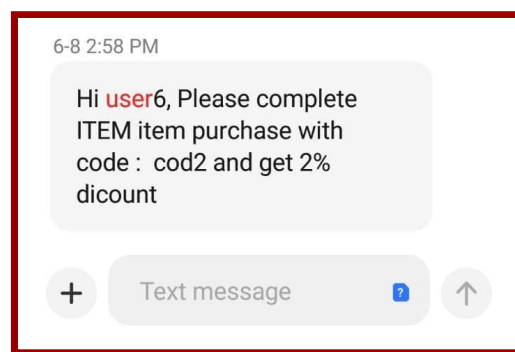 6-8 2:58 PM
Hi user6, Please complete
ITEM item purchase with
code :  cod2 and get 2%
dicount
Text message
?